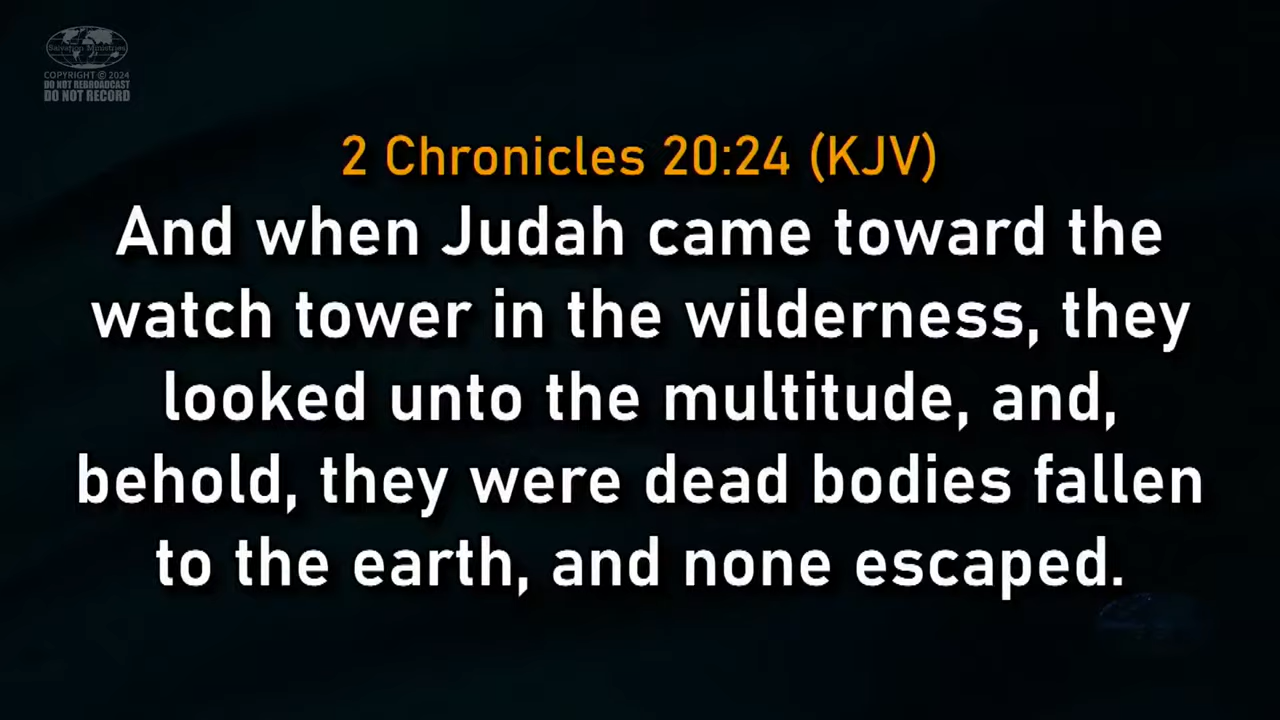 Salvation Ministries
COPYRIGHT © 2024
DO NOT REBROADCAST
DO NOT RECORD
2 Chronicles 20:24 (KJV)
And when Judah came toward the
watch tower in the wilderness, they
looked unto the multitude, and,
behold, they were dead bodies fallen
to the earth, and none escaped.